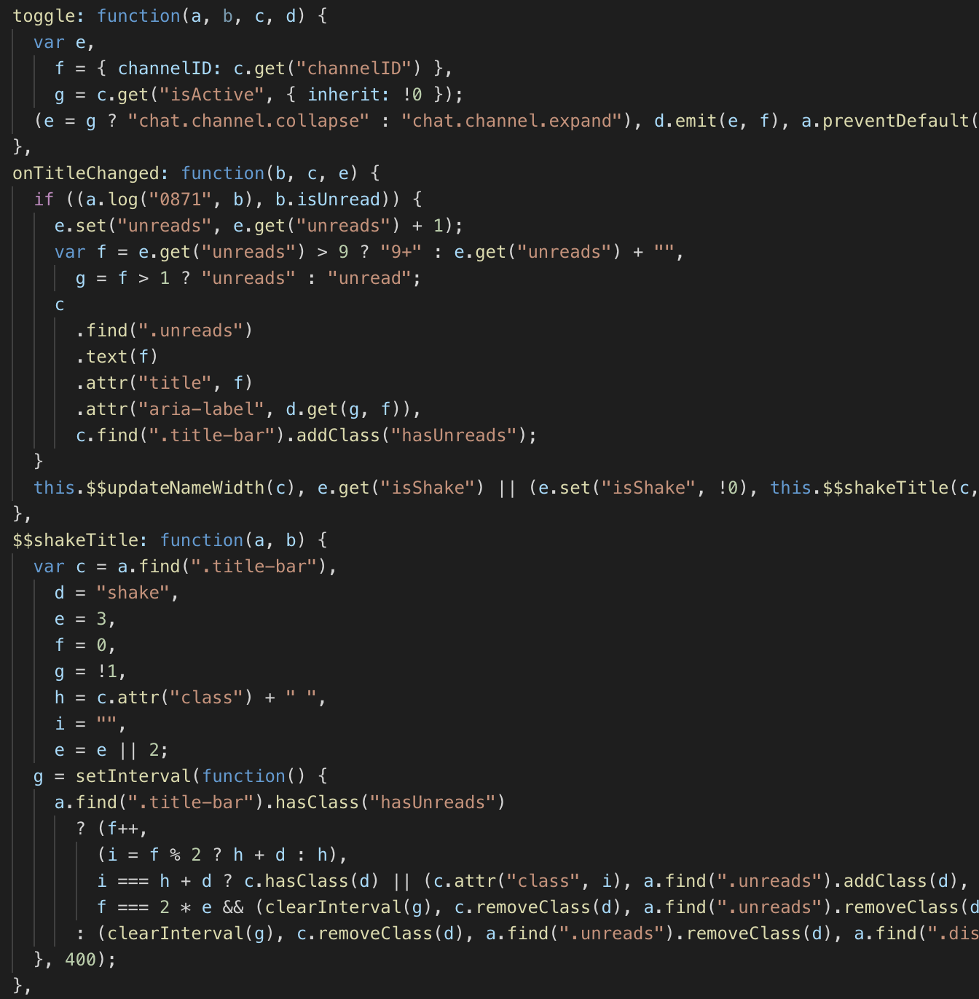 toggle: function(a, b, c, d) {
  var e,
    f = { channelID: c.get("channelID") },
    g = c.get("isActive", { inherit: !0 });
  (e = g ? "chat.channel.collapse" : "chat.channel.expand"), d.emit(e, f), a.preventDefault(
},
onTitleChanged: function(b, c, e) {
  if ((a.log("0871", b), b.isUnread)) {
    e.set("unreads", e.get("unreads") + 1);
    var f = e.get("unreads") > 9 ? "9+" : e.get("unreads") + "",
      g = f > 1 ? "unreads" : "unread";
    c
      .find(".unreads")
      .text(f)
      .attr("title", f)
      .attr("aria-label", d.get(g, f)),
      c.find(".title-bar").addClass("hasUnreads");
  }
  this.$$updateNameWidth(c), e.get("isShake") || (e.set("isShake", !0), this.$$shakeTitle(c,
},
$$shakeTitle: function(a, b) {
  var c = a.find(".title-bar"),
    d = "shake",
    e = 3,
    f = 0,
    g = !1,
    h = c.attr("class") + " ",
    i = "",
    e = e || 2;
  g = setInterval(function() {
    a.find(".title-bar").hasClass("hasUnreads")
      ? (f++,
        (i = f % 2 ? h + d : h),
        i === h + d ? c.hasClass(d) || (c.attr("class", i), a.find(".unreads").addClass(d),
        f === 2 * e && (clearInterval(g), c.removeClass(d), a.find(".unreads").removeClass(d
      : (clearInterval(g), c.removeClass(d), a.find(".unreads").removeClass(d), a.find(".dis
  }, 400);
},